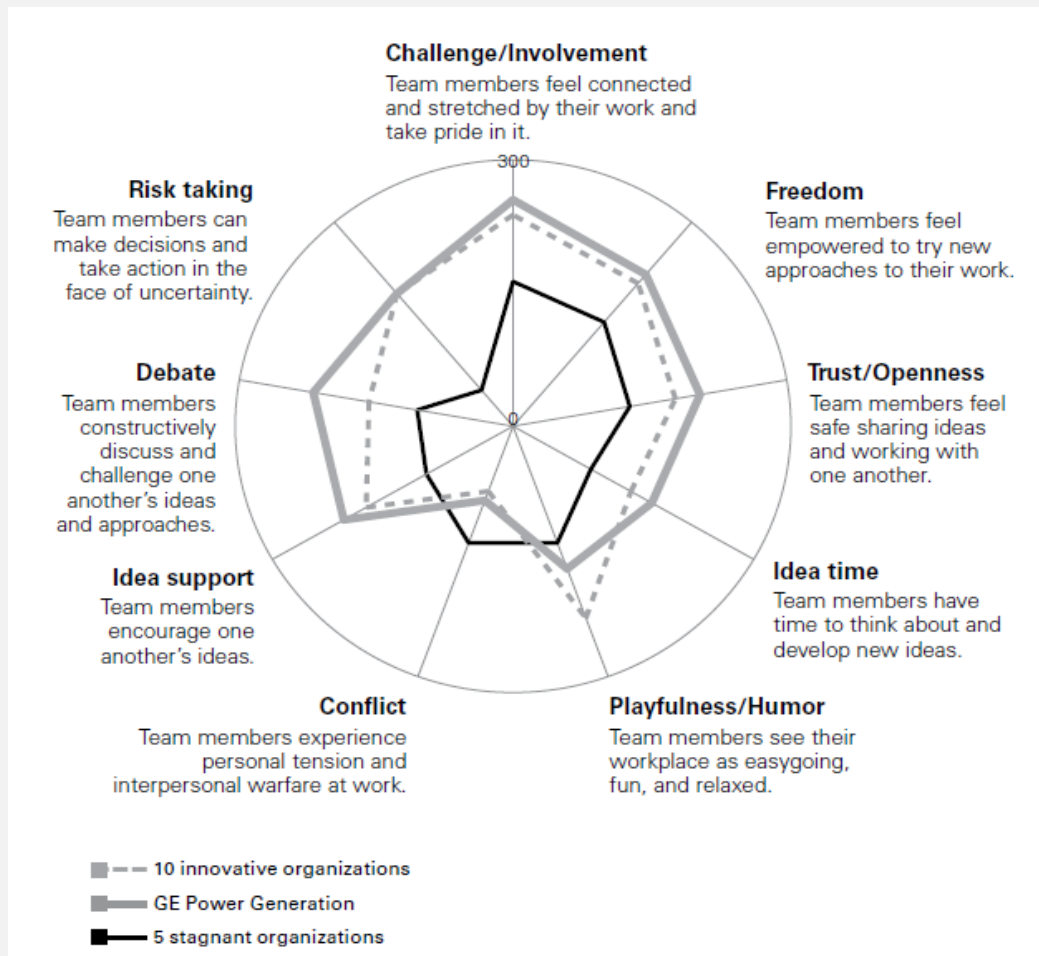 Challenge/Involvement
Team members feel connected
and stretched by their work and
take pride in it.
300
Risk taking
Team members can
make decisions and
take action in the
face of uncertainty.
Freedom
Team members feel
empowered to try new
approaches to their work.
Debate
Team members
constructively
discuss and
challenge one
another's ideas
and approaches.
Trust/Openness
Team members feel
safe sharing ideas
and working with
one another.
0
Idea support
Team members
encourage one
another's ideas.
Idea time
Team members have
time to think about and
develop new ideas.
Conflict
Team members experience
personal tension and
interpersonal warfare at work.
Playfulness/Humor
Team members see their
workplace as easygoing,
fun, and relaxed.
10 innovative organizations
GE Power Generation
5 stagnant organizations